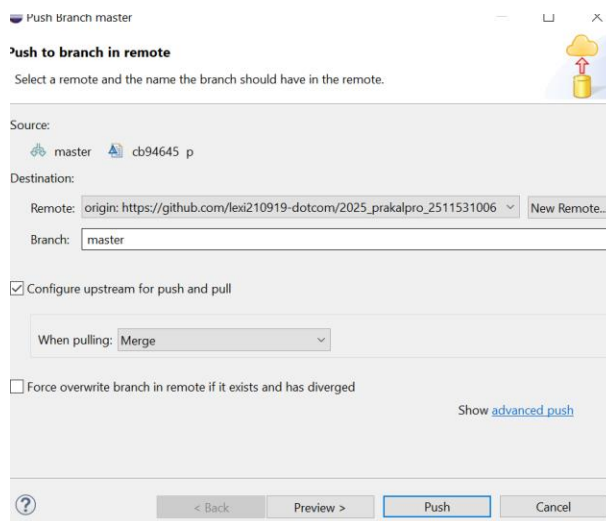 Push Branch master
Push to branch in remote
Select a remote and the name the branch should have in the remote.
Source:
master cb94645 p
Destination:
Remote: origin: https://github.com/lexi210919-dotcom/2025_prakalpro_2511531006 New Remote...
Branch: master
Configure upstream for push and pull
When pulling: Merge
Force overwrite branch in remote if it exists and has diverged
Show advanced push
? < Back Preview > Push Cancel